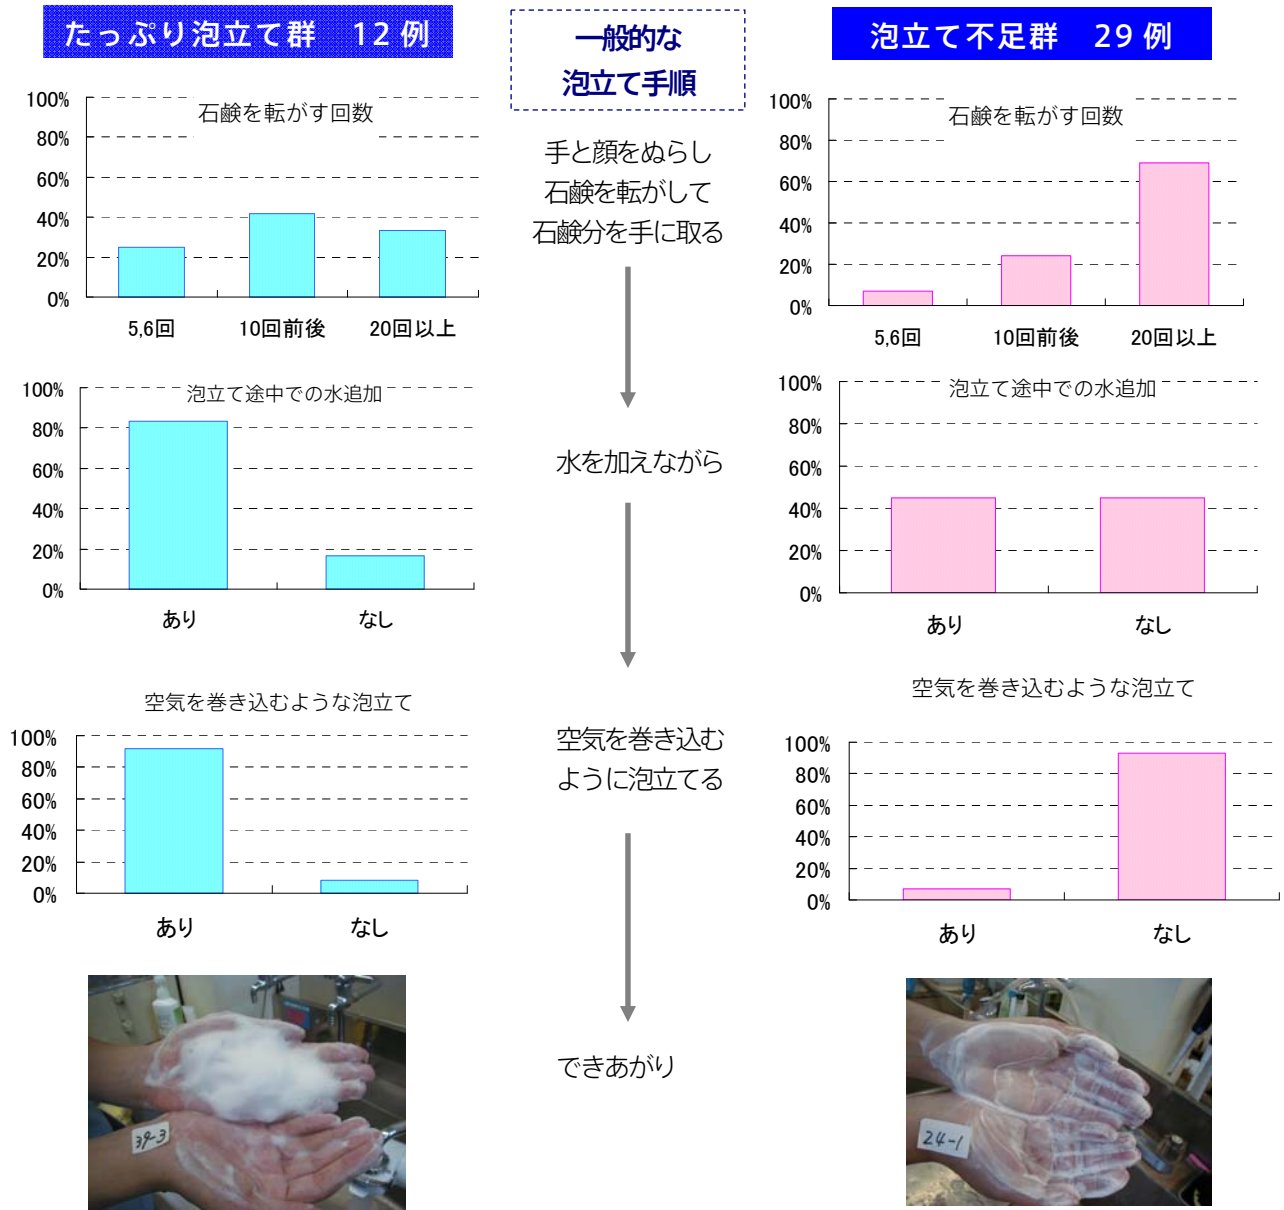 たっぷり泡立て群 12例
一般的な
泡立て手順
泡立て不足群 29例
石鹸を転がす回数
100%
80%
60%
40%
20%
0%
5,6回 10回前後 20回以上
手と顔をぬらし
石鹸を転がして
石鹸分を手に取る
石鹸を転がす回数
100%
80%
60%
40%
20%
0%
5,6回 10回前後 20回以上
泡立て途中での水追加
100%
80%
60%
40%
20%
0%
あり なし
水を加えながら
泡立て途中での水追加
100%
80%
60%
40%
20%
0%
あり なし
空気を巻き込むような泡立て
100%
80%
60%
40%
20%
0%
あり なし
空気を巻き込む
ように泡立てる
空気を巻き込むような泡立て
100%
80%
60%
40%
20%
0%
あり なし
39-3
できあがり
24-1